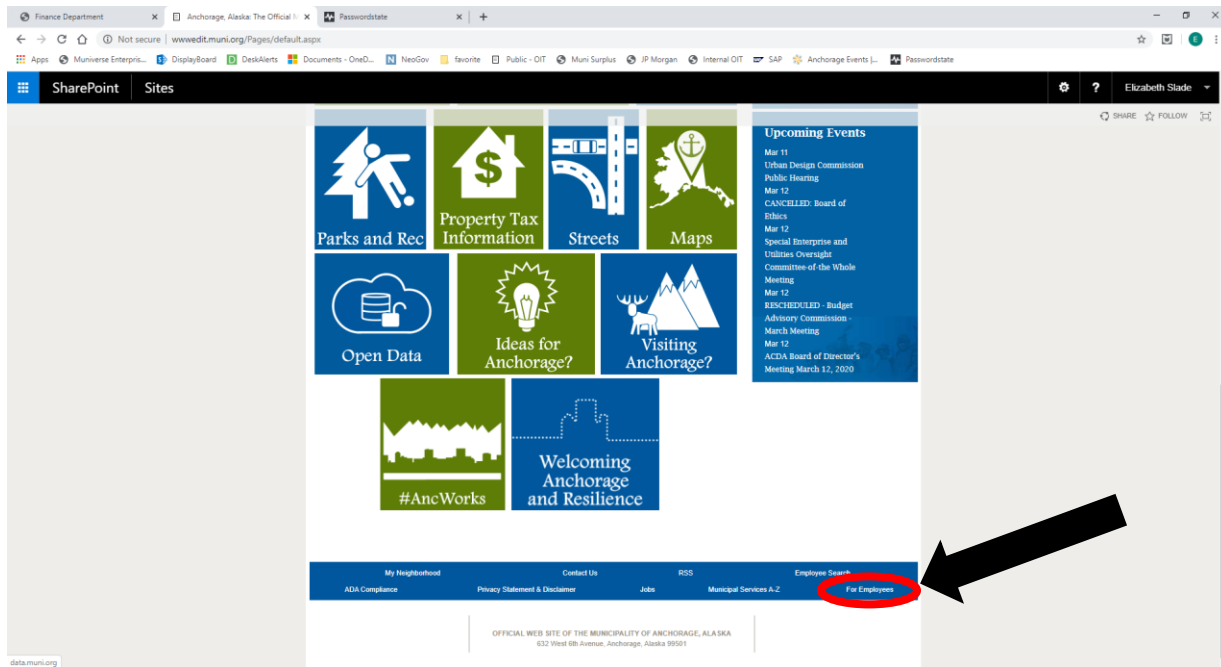 Finance Department
Anchorage, Alaska: The Official
Passwordstate
Not secure | wwwedit.muni.org/Pages/default.aspx
E
Apps Muniverse Enterpris... DisplayBoard DeskAlerts Documents - OneD... NeoGov favorite Public - OIT Muni Surplus JP Morgan Internal OIT SAP Anchorage Events |... Passwordstate
SharePoint Sites ? Elizabeth Slade
SHARE FOLLOW
Parks and Rec
Property Tax
Information
Streets
Maps
Open Data
Ideas for
Anchorage?
Visiting
Anchorage?
#AncWorks
Welcoming
Anchorage
and Resilience
Upcoming Events
Mar 11
Urban Design Commission
Public Hearing
Mar 12
CANCELLED: Board of
Ethics
Mar 12
Special Enterprise and
Utilities Oversight
Committee-of-the Whole
Meeting
Mar 12
RESCHEDULED - Budget
Advisory Commission -
March Meeting
Mar 12
ACDA Board of Director's
Meeting March 12, 2020
My Neighborhood Contact Us RSS Employee Search
ADA Compliance Privacy Statement & Disclaimer Jobs Municipal Services A-Z For Employees
OFFICIAL WEB SITE OF THE MUNICIPALITY OF ANCHORAGE, ALASKA
632 West 6th Avenue, Anchorage, Alaska 99501
data.muni.org